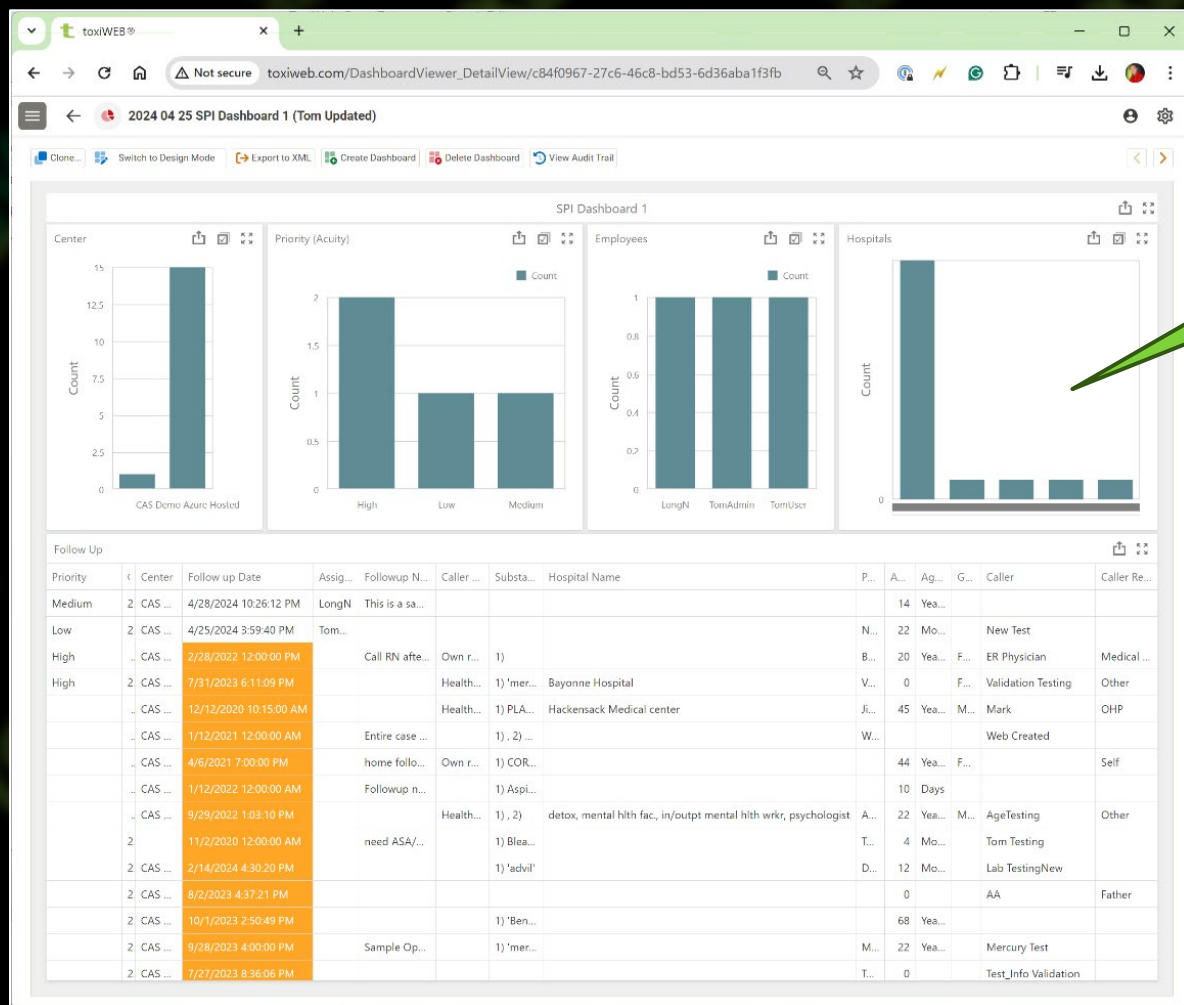 toxiWEB®
Not secure toxiweb.com/DashboardViewer_DetailView/c84f0967-27c6-46c8-bd53-6d36aba1f3fb
2024 04 25 SPI Dashboard 1 (Tom Updated)
Clone... Switch to Design Mode Export to XML Create Dashboard Delete Dashboard View Audit Trail
SPI Dashboard 1
Center
15
12.5
10
7.5
5
2.5
0
Count
CAS Demo Azure Hosted
Priority (Acuity)
Count
2
1.5
1
0.5
0
Count
High Low Medium
Employees
Count
1
0.8
0.6
0.4
0.2
0
Count
LongN TomAdmin TomUser
Hospitals
Count
0
Follow Up
Priority Center Follow up Date Assig... Followup N... Caller ... Substa... Hospital Name P... A... Ag... G... Caller Caller Re...
Medium 2 CAS ... 4/28/2024 10:26:12 PM LongN This is a sa... 14 Yea...
Low 2 CAS ... 4/25/2024 3:59:40 PM Tom... N... 22 Mo... New Test
High .. CAS ... 2/28/2022 12:00:00 PM Call RN afte... Own r... 1) B... 20 Yea... F... ER Physician Medical ...
High 2 CAS ... 7/31/2023 6:11:09 PM Health... 1) 'mer... Bayonne Hospital V... 0 F... Validation Testing Other
.. CAS ... 12/12/2020 10:15:00 AM Health... 1) PLA... Hackensack Medical center Ji... 45 Yea... M... Mark OHP
.. CAS ... 1/12/2021 12:00:00 AM Entire case ... 1) , 2) ... W... Web Created
.. CAS ... 4/6/2021 7:00:00 PM home follo... Own r... 1) COR... 44 Yea... F... Self
.. CAS ... 1/12/2022 12:00:00 AM Followup n... 1) Aspi... 10 Days
.. CAS ... 9/29/2022 1:03:10 PM Health... 1) , 2) detox, mental hlth fac., in/outpt mental hlth wrkr, psychologist A... 22 Yea... M... AgeTesting Other
2 11/2/2020 12:00:00 AM need ASA/... 1) Blea... T... 4 Mo... Tom Testing
2 CAS ... 2/14/2024 4:30:20 PM 1) 'advil' D... 12 Mo... Lab TestingNew
2 CAS ... 8/2/2023 4:37:21 PM 0 AA Father
2 CAS ... 10/1/2023 2:50:49 PM 1) 'Ben... 68 Yea...
2 CAS ... 9/28/2023 4:00:00 PM Sample Op... 1) 'mer... M... 22 Yea... Mercury Test
2 CAS ... 7/27/2023 8:36:06 PM T... 0 Test_Info Validation